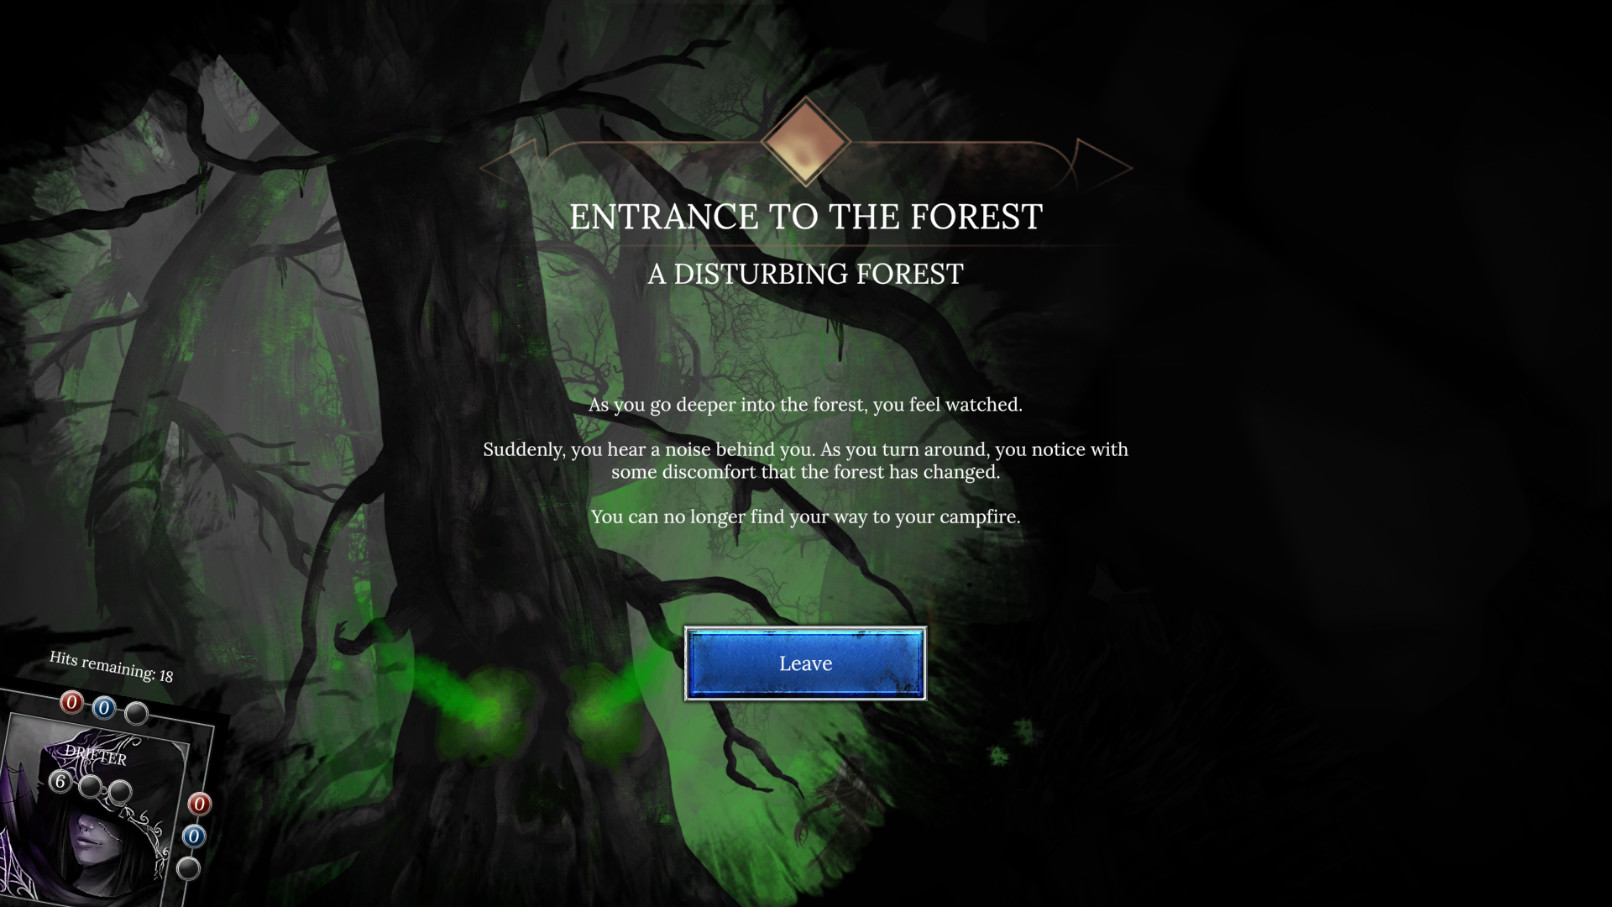 ENTRANCE TO THE FOREST
A DISTURBING FOREST
As you go deeper into the forest, you feel watched.
Suddenly, you hear a noise behind you. As you turn around, you notice with
some discomfort that the forest has changed.
You can no longer find your way to your campfire.
Leave
Hits remaining: 18
0 0
DRIFTER
6
0
0